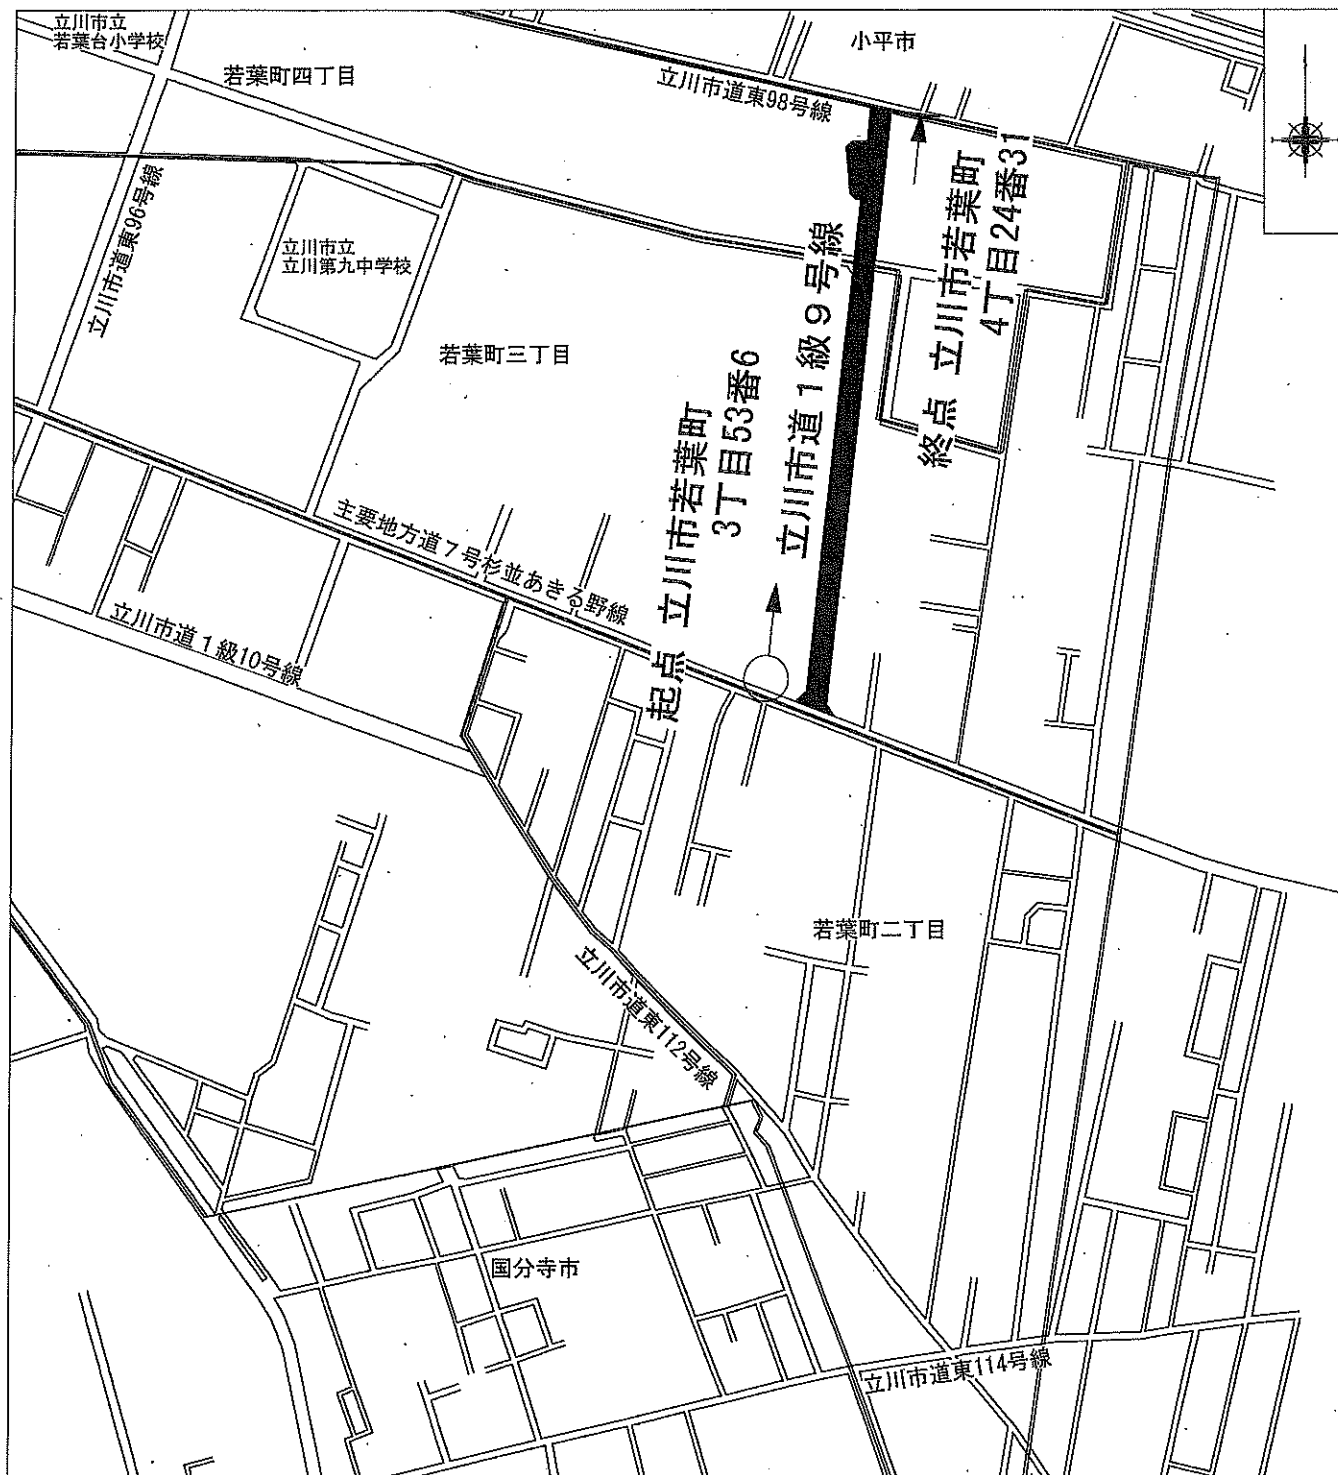 立川市立
若葉台小学校
若葉町四丁目
小平市
立川市道東98号線
立川市道東96号線
立川市立
立川第九中学校
若葉町三丁目
終点 立川市若葉町
4丁目24番31
立川市道1級9号線
起点 立川市若葉町
3丁目53番6
主要地方道7号杉並あきる野線
立川市道1級10号線
若葉町二丁目
立川市道東112号線
国分寺市
立川市道東114号線